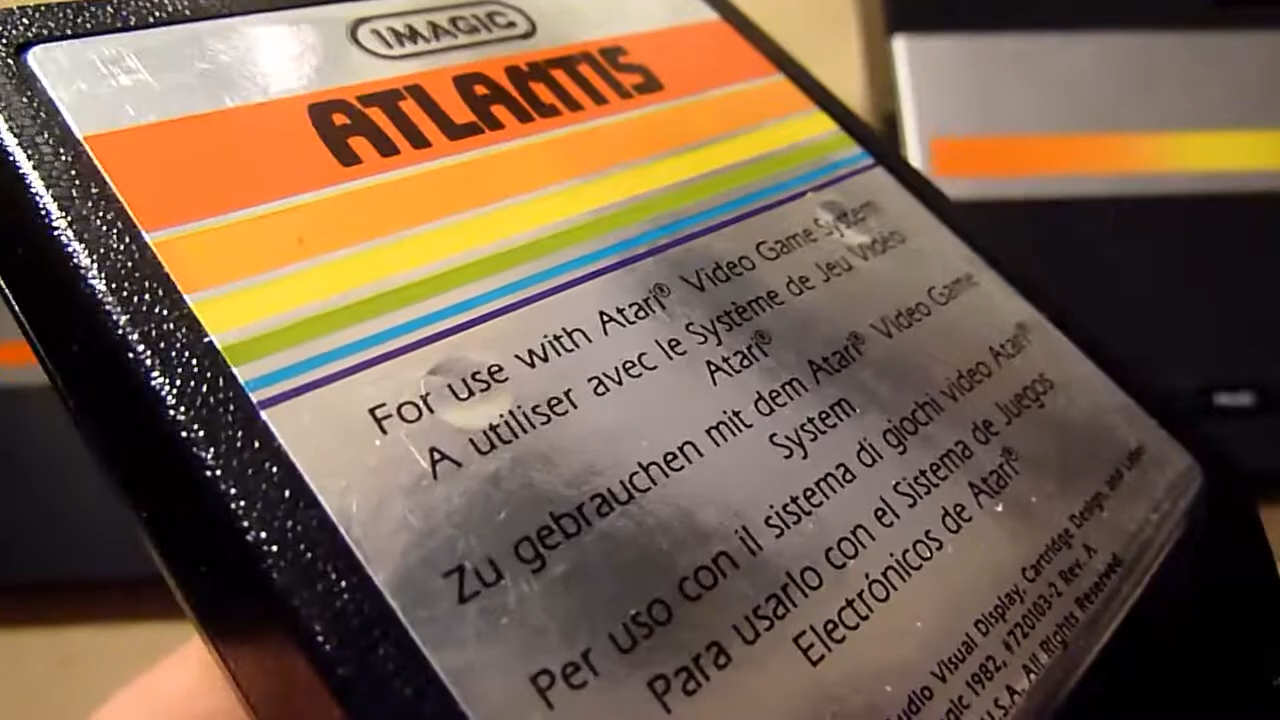 IMAGIC
ATLANTIS
For use with Atari® Video Game System
A utiliser avec le Système de Jeu Vidéo
Atari®
Zu gebrauchen mit dem Atari® Video Game
System
Per uso con il sistema di giochi video Atari®
Para usarlo con el Sistema de Juegos
Electrónicos de Atari®
Visual Display, Cartridge Design, and
1982, #720103-2 Rev. A
U.S.A. All Rights Reserved